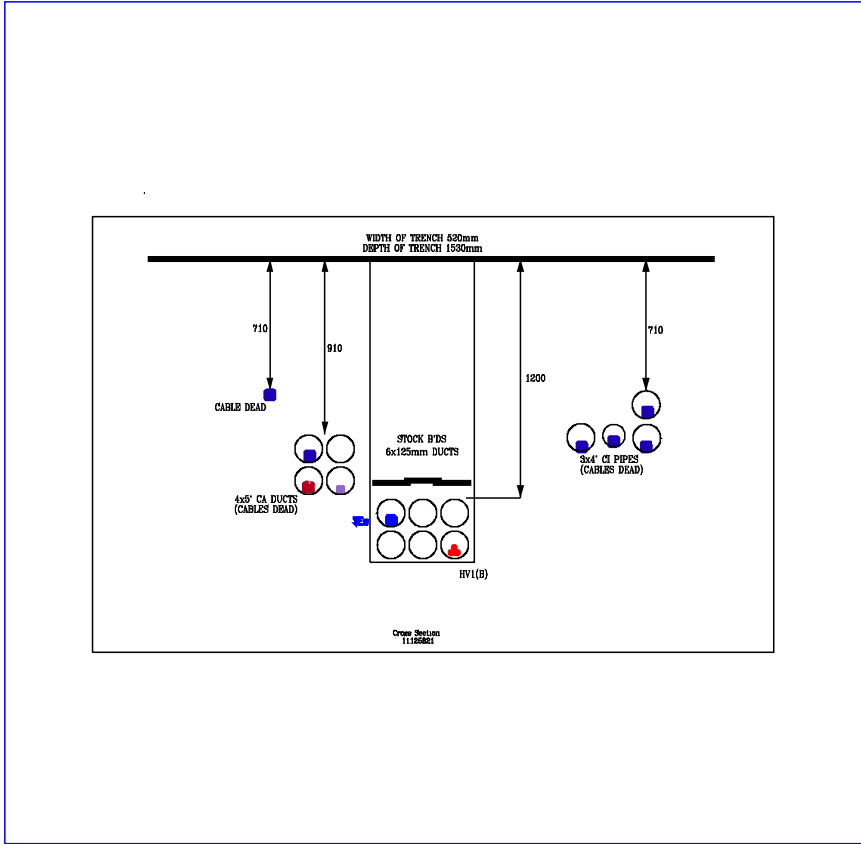 WIDTH OF TRENCH 520mm
DEPTH OF TRENCH 1530mm
710
910
710
1200
CABLE DEAD
STOCK B'DS
6x125mm DUCTS
3x4" CI PIPES
(CABLES DEAD)
4x5" CA DUCTS
(CABLES DEAD)
HV1(B)
Cross Section